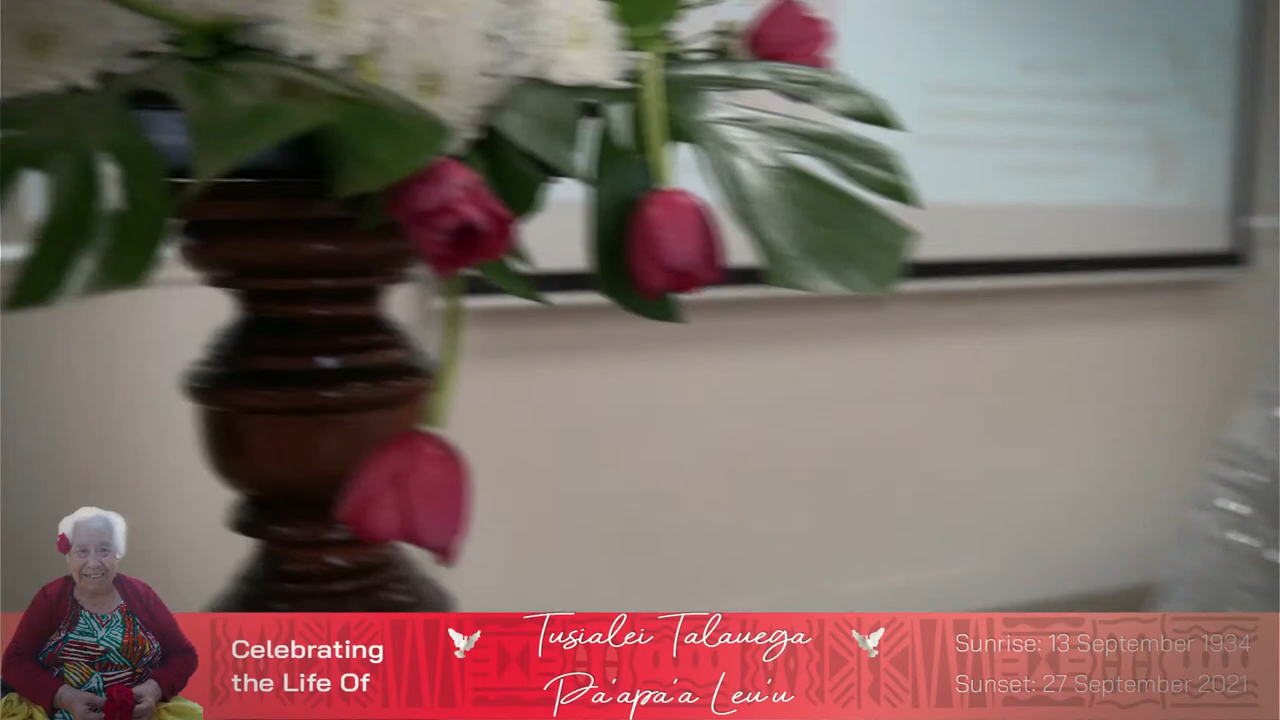 Celebrating
the Life Of
Tusialei Talauega
Pa'apa'a Leu'u
Sunrise: 13 September 1934
Sunset: 27 September 2021